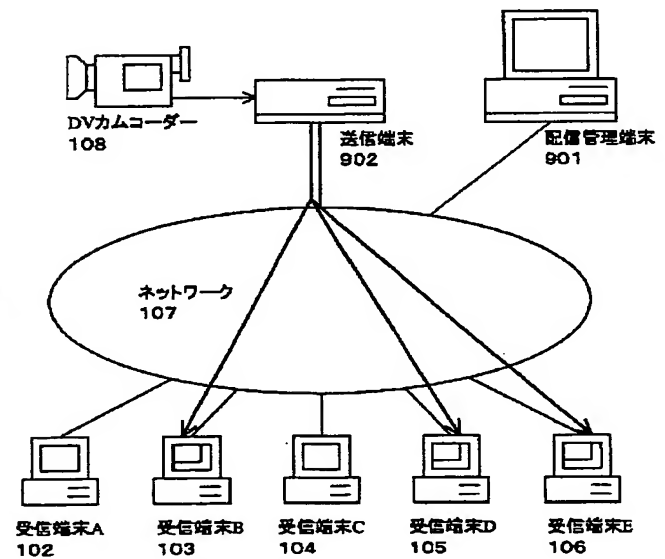 DVカムコーダー
108
送信端末
902
配信管理端末
901
ネットワーク
107
受信端末A
102
受信端末B
103
受信端末C
104
受信端末D
105
受信端末E
106